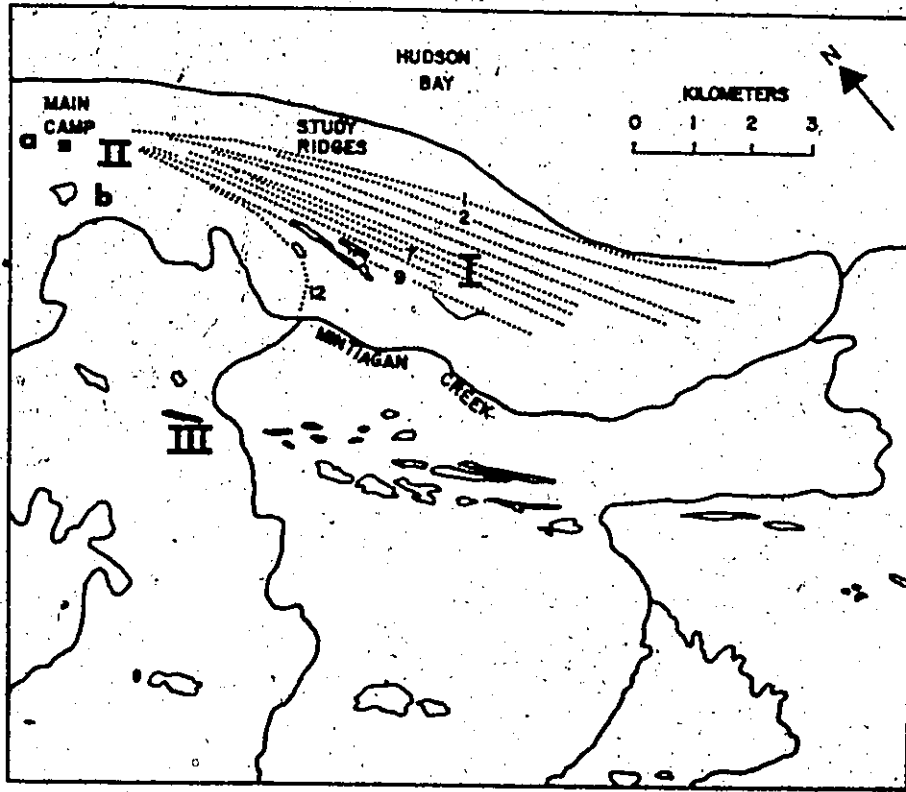 HUDSON
BAY
N
KILOMETERS
0 1 2 3
MAIN
CAMP
a
II
b
STUDY
RIDGES
1
2
7
9
I
12
MINTIAGAN
CREEK
III